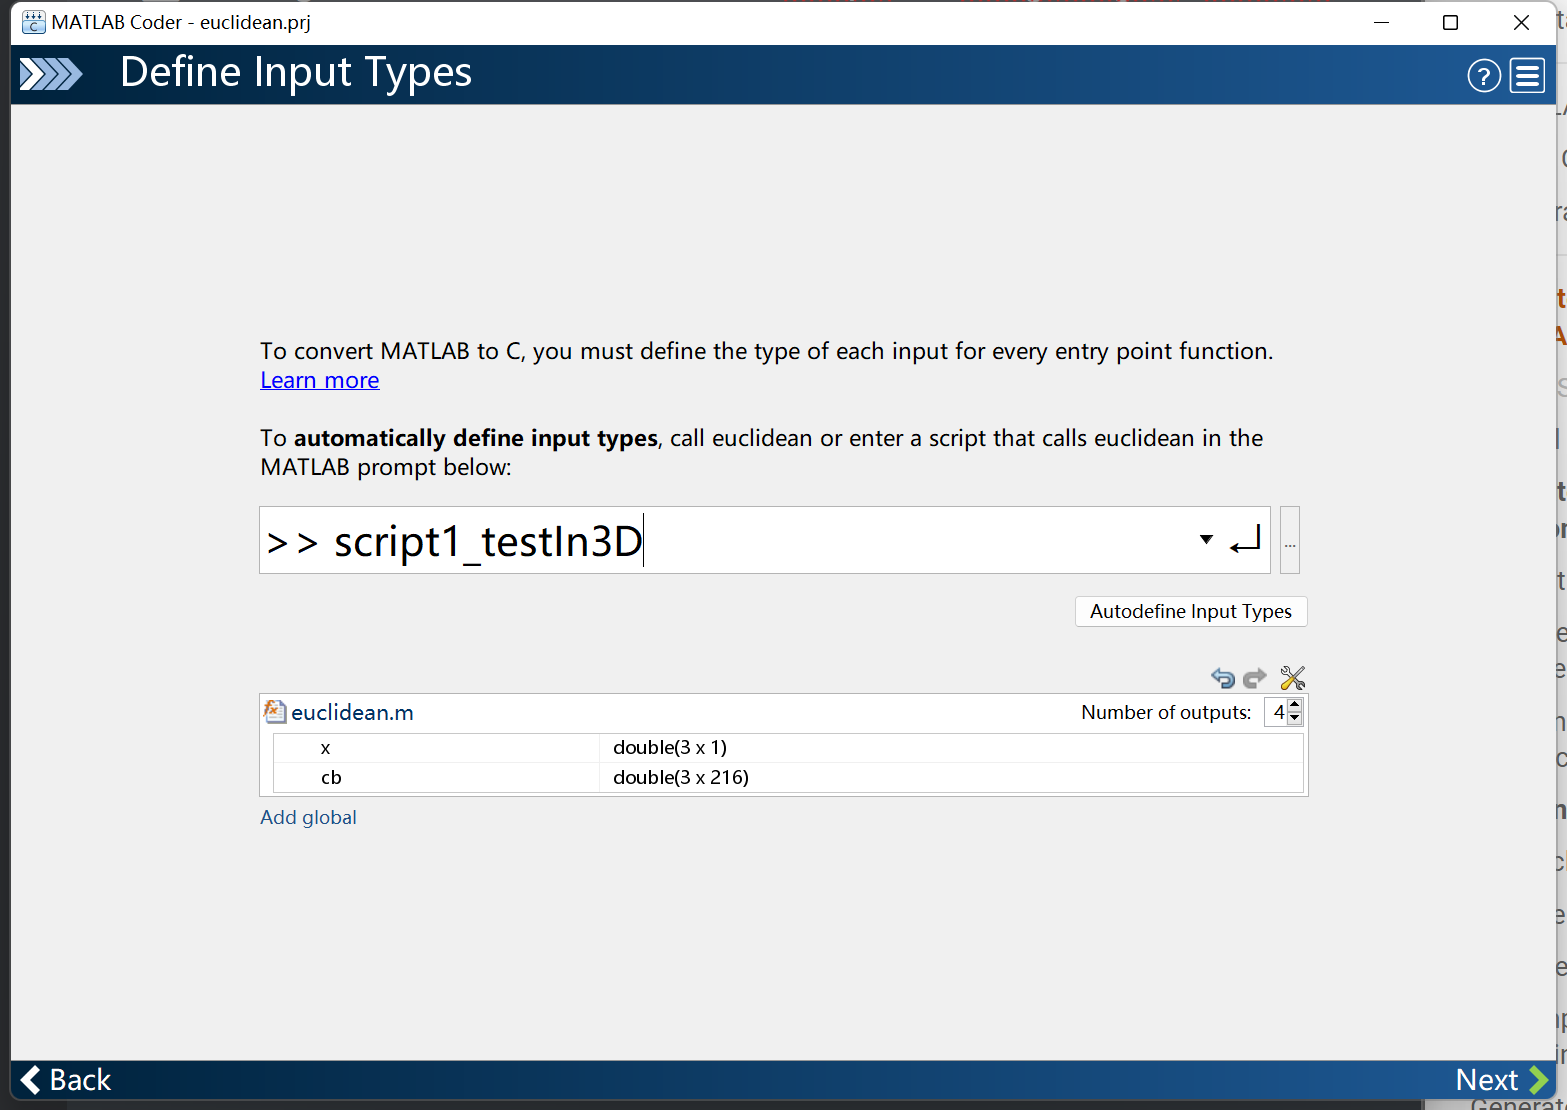 MATLAB Coder - euclidean.prj
Define Input Types
To convert MATLAB to C, you must define the type of each input for every entry point function.
Learn more
To automatically define input types, call euclidean or enter a script that calls euclidean in the
MATLAB prompt below:
>> script1_testIn3D
...
Autodefine Input Types
euclidean.m
Number of outputs: 4
x double(3 x 1)
cb double(3 x 216)
Add global
Back
Next